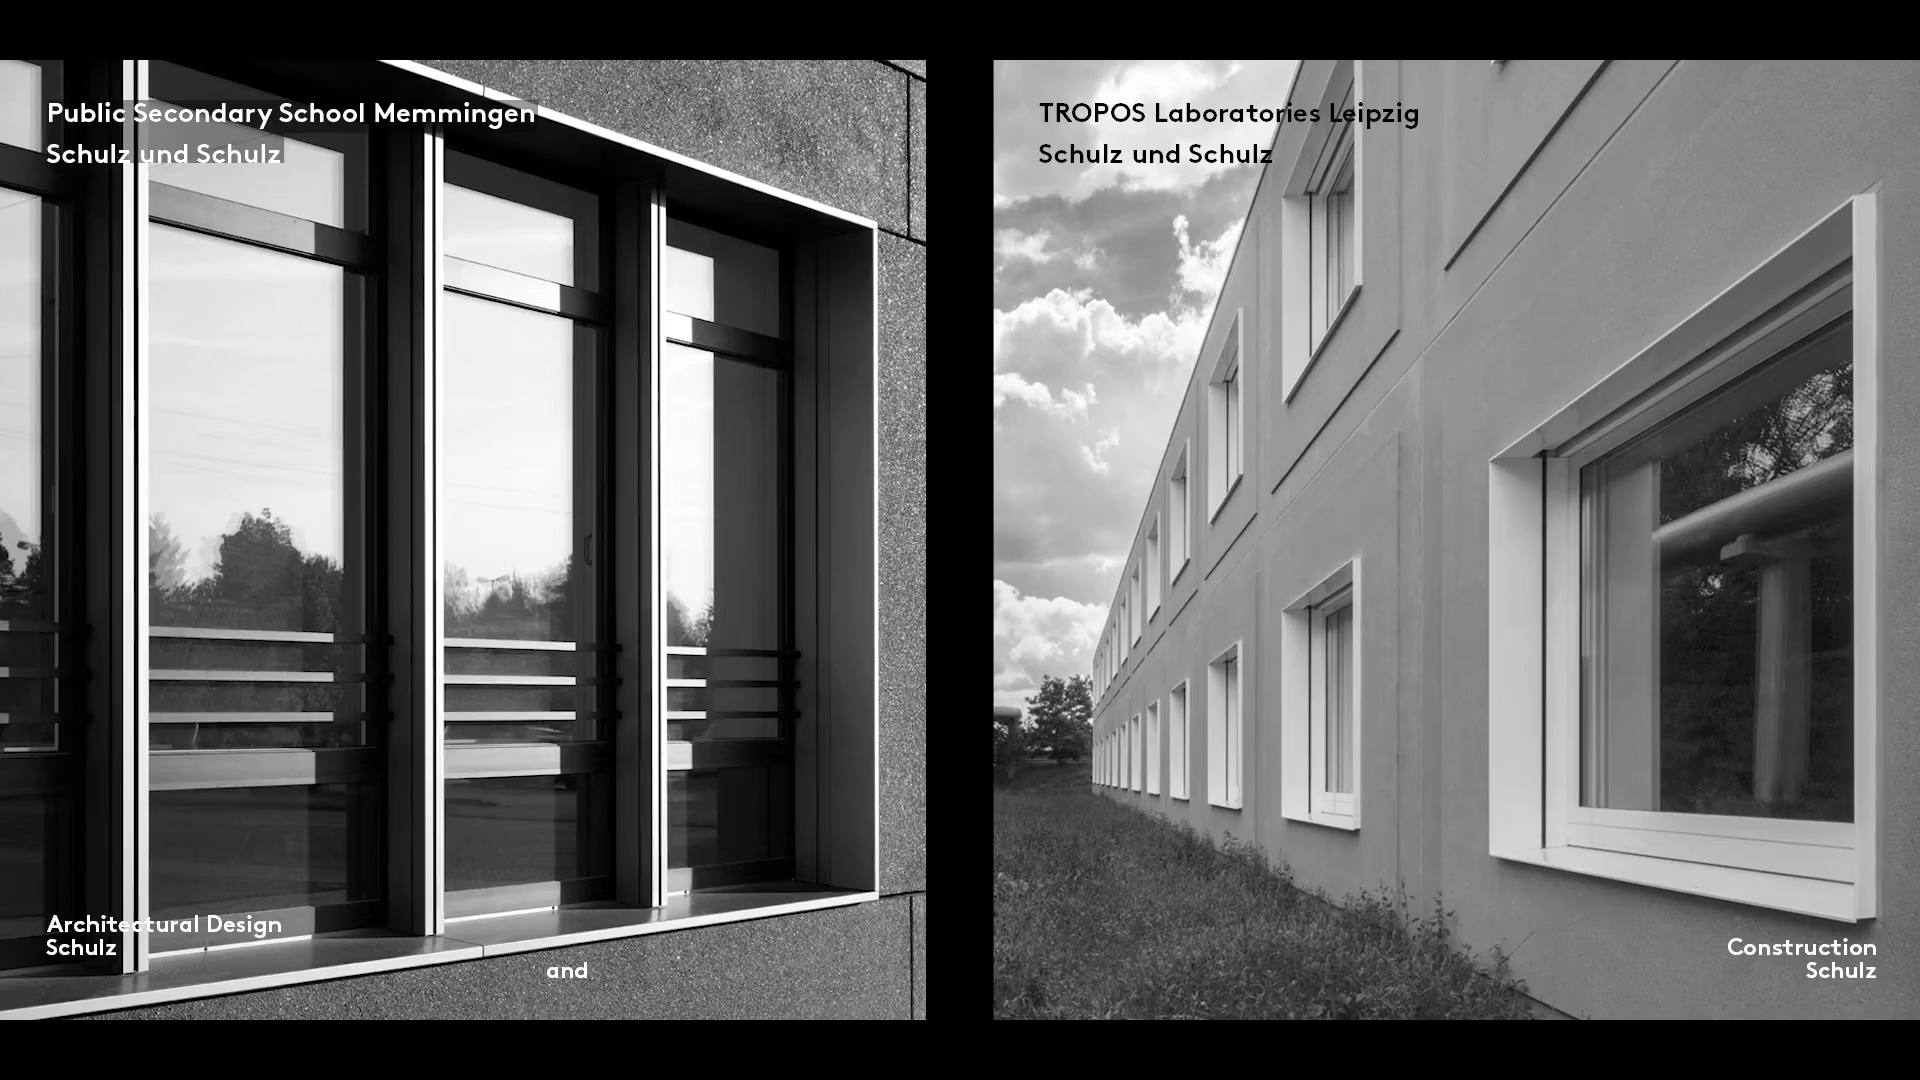 Public Secondary School Memmingen
Schulz und Schulz
TROPOS Laboratories Leipzig
Schulz und Schulz
Architectural Design
Schulz
and
Construction
Schulz